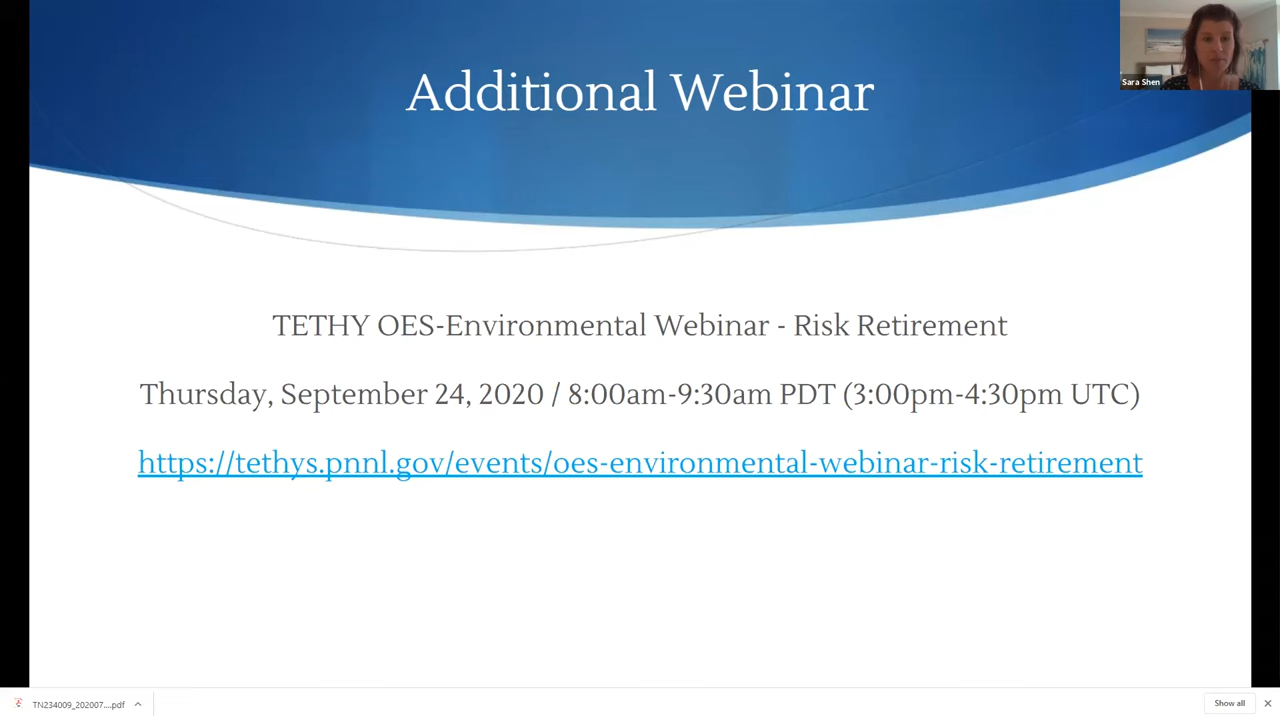 Additional Webinar
Sara Shen
TETHY OES-Environmental Webinar - Risk Retirement
Thursday, September 24, 2020 / 8:00am-9:30am PDT (3:00pm-4:30pm UTC)
https://tethys.pnnl.gov/events/oes-environmental-webinar-risk-retirement
TN234009_202007....pdf
Show all